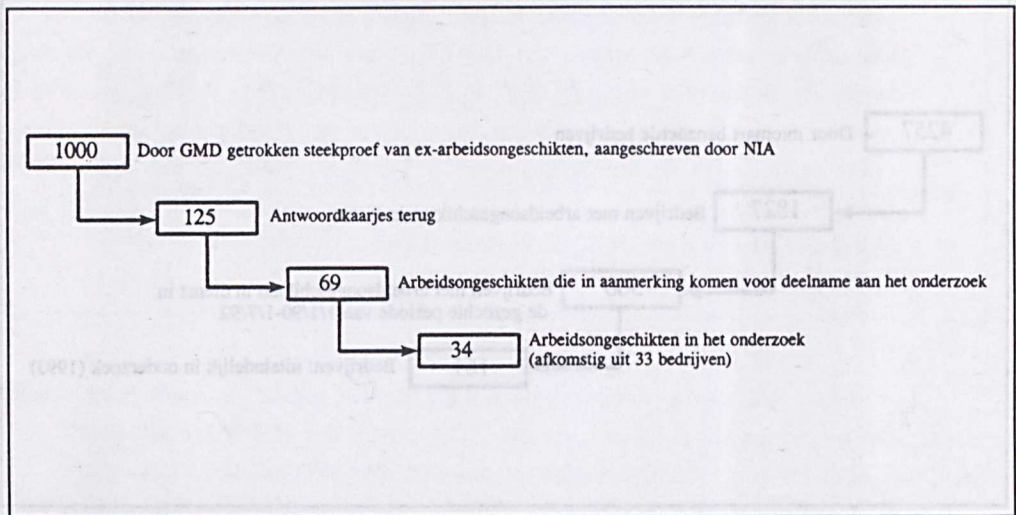 1000 Door GMD getrokken steekproef van ex-arbeidsongeschikten, aangeschreven door NIA
125 Antwoordkaarjes terug
69 Arbeidsongeschikten die in aanmerking komen voor deelname aan het onderzoek
34 Arbeidsongeschikten in het onderzoek
(afkomstig uit 33 bedrijven)